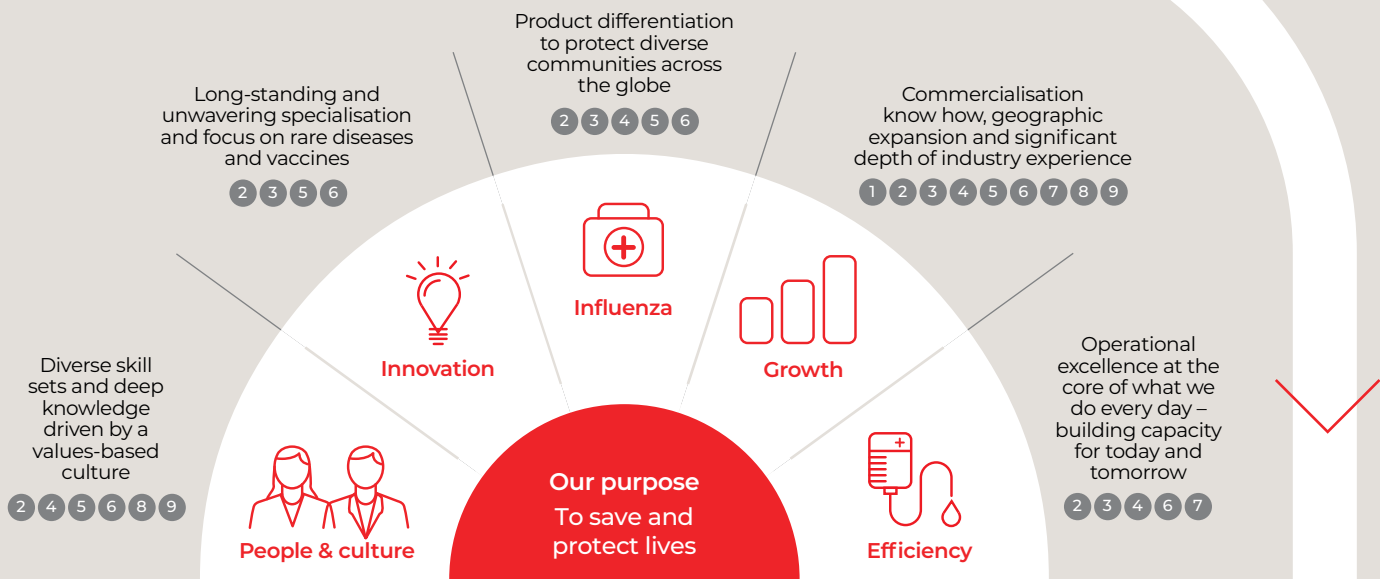 Diverse skill
sets and deep
knowledge
driven by a
values-based
culture
2 4 5 6 8 9
People & culture
Long-standing and
unwavering specialisation
and focus on rare diseases
and vaccines
2 3 5 6
Innovation
Product differentiation
to protect diverse
communities across
the globe
2 3 4 5 6
Influenza
Commercialisation
know how, geographic
expansion and significant
depth of industry experience
1 2 3 4 5 6 7 8 9
Growth
Operational
excellence at the
core of what we
do every day –
building capacity
for today and
tomorrow
2 3 4 6 7
Efficiency
Our purpose
To save and
protect lives